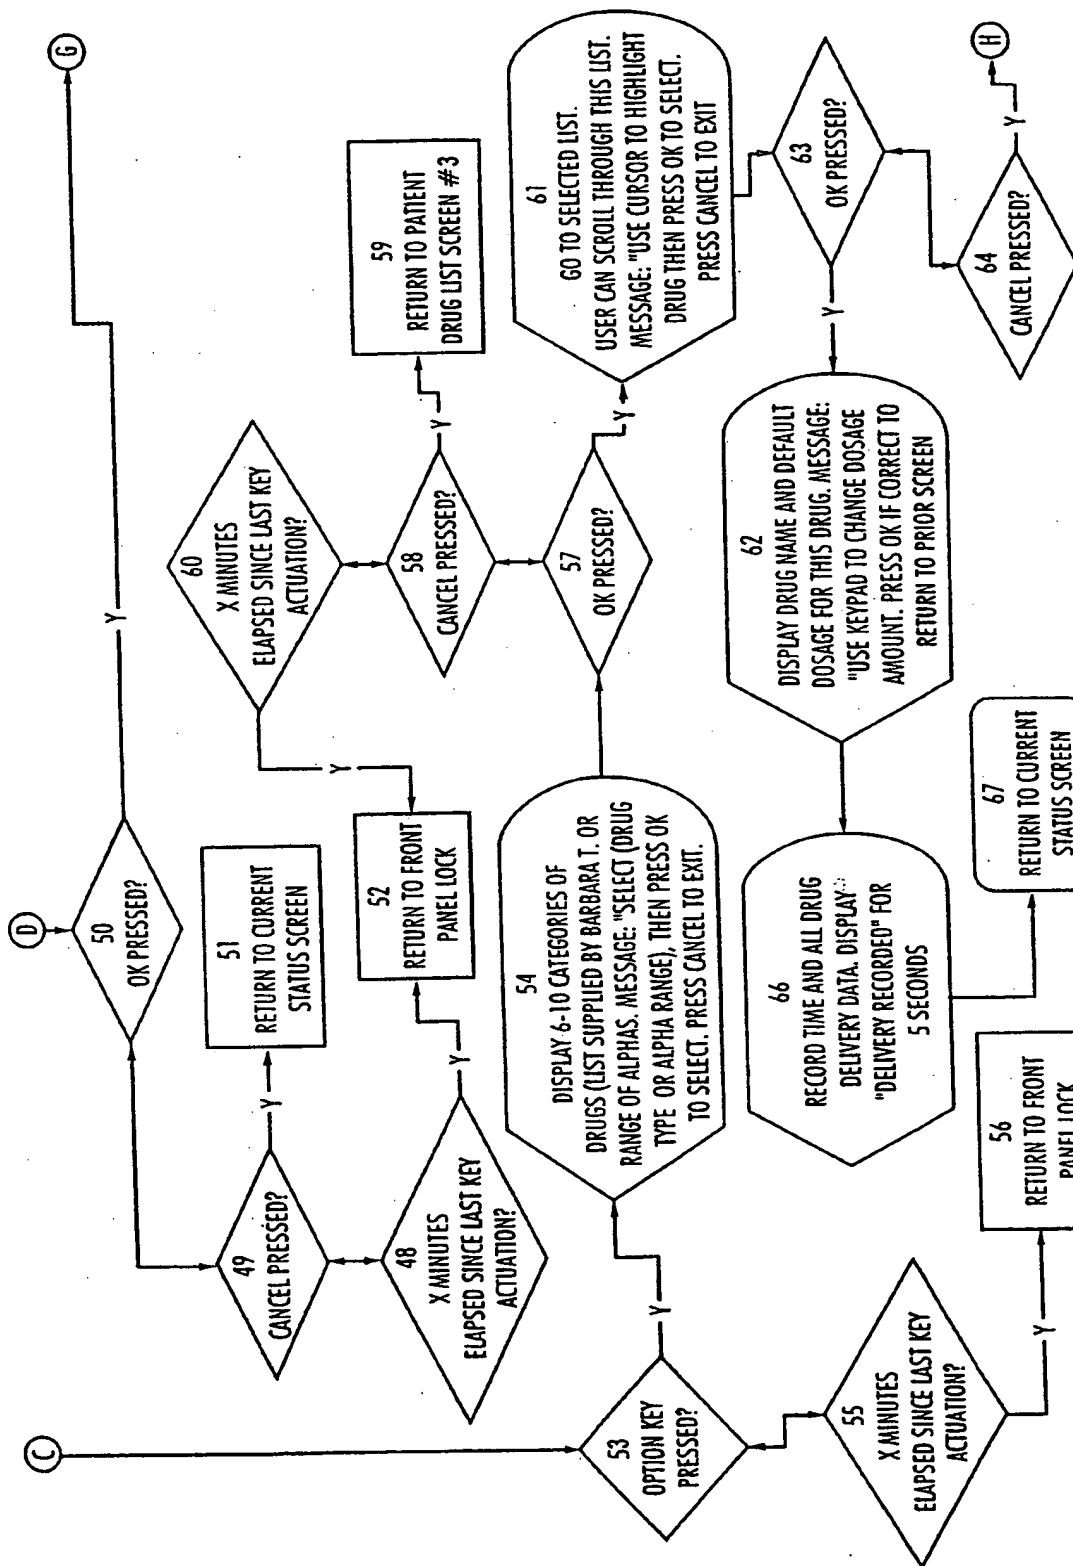 D
50
OK PRESSED?
Y
G
49
CANCEL PRESSED?
Y
51
RETURN TO CURRENT
STATUS SCREEN
48
X MINUTES
ELAPSED SINCE LAST KEY
ACTUATION?
Y
52
RETURN TO FRONT
PANEL LOCK
Y
60
X MINUTES
ELAPSED SINCE LAST KEY
ACTUATION?
58
CANCEL PRESSED?
Y
59
RETURN TO PATIENT
DRUG LIST SCREEN #3
57
OK PRESSED?
Y
C
53
OPTION KEY
PRESSED?
Y
54
DISPLAY 6-10 CATEGORIES OF
DRUGS (LIST SUPPLIED BY BARBARA T. OR
RANGE OF ALPHAS. MESSAGE: "SELECT (DRUG
TYPE OR ALPHA RANGE), THEN PRESS OK
TO SELECT. PRESS CANCEL TO EXIT.
61
GO TO SELECTED LIST.
USER CAN SCROLL THROUGH THIS LIST.
MESSAGE: "USE CURSOR TO HIGHLIGHT
DRUG THEN PRESS OK TO SELECT.
PRESS CANCEL TO EXIT
55
X MINUTES
ELAPSED SINCE LAST KEY
ACTUATION?
Y
56
RETURN TO FRONT
PANEL LOCK
63
OK PRESSED?
Y
64
CANCEL PRESSED?
Y
H
62
DISPLAY DRUG NAME AND DEFAULT
DOSAGE FOR THIS DRUG. MESSAGE:
"USE KEYPAD TO CHANGE DOSAGE
AMOUNT. PRESS OK IF CORRECT TO
RETURN TO PRIOR SCREEN
66
RECORD TIME AND ALL DRUG
DELIVERY DATA. DISPLAY
"DELIVERY RECORDED" FOR
5 SECONDS
67
RETURN TO CURRENT
STATUS SCREEN